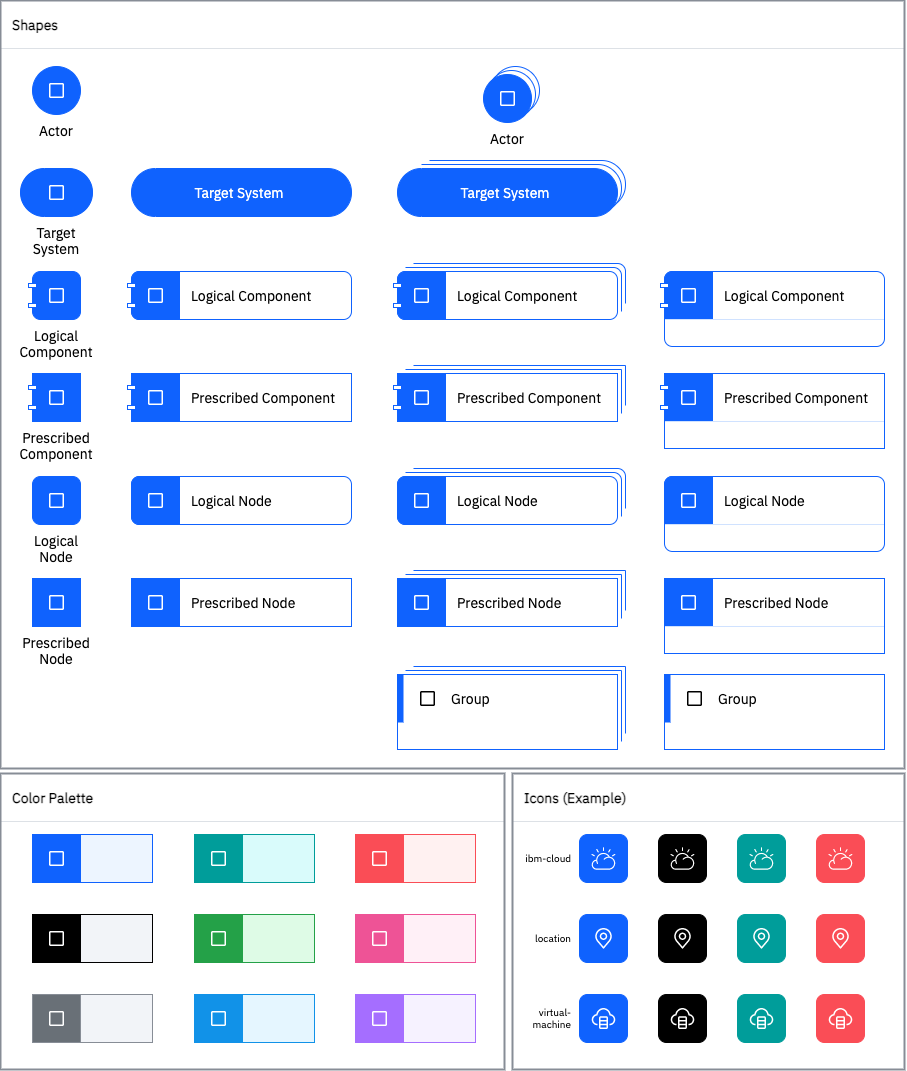 Shapes
Actor
Actor
Target
System
Target System
Target System
Logical
Component
Logical Component
Logical Component
Logical Component
Prescribed
Component
Prescribed Component
Prescribed Component
Prescribed Component
Logical
Node
Logical Node
Logical Node
Logical Node
Prescribed
Node
Prescribed Node
Prescribed Node
Prescribed Node
Group
Group
Color Palette
Icons (Example)
ibm-cloud
location
virtual-
machine